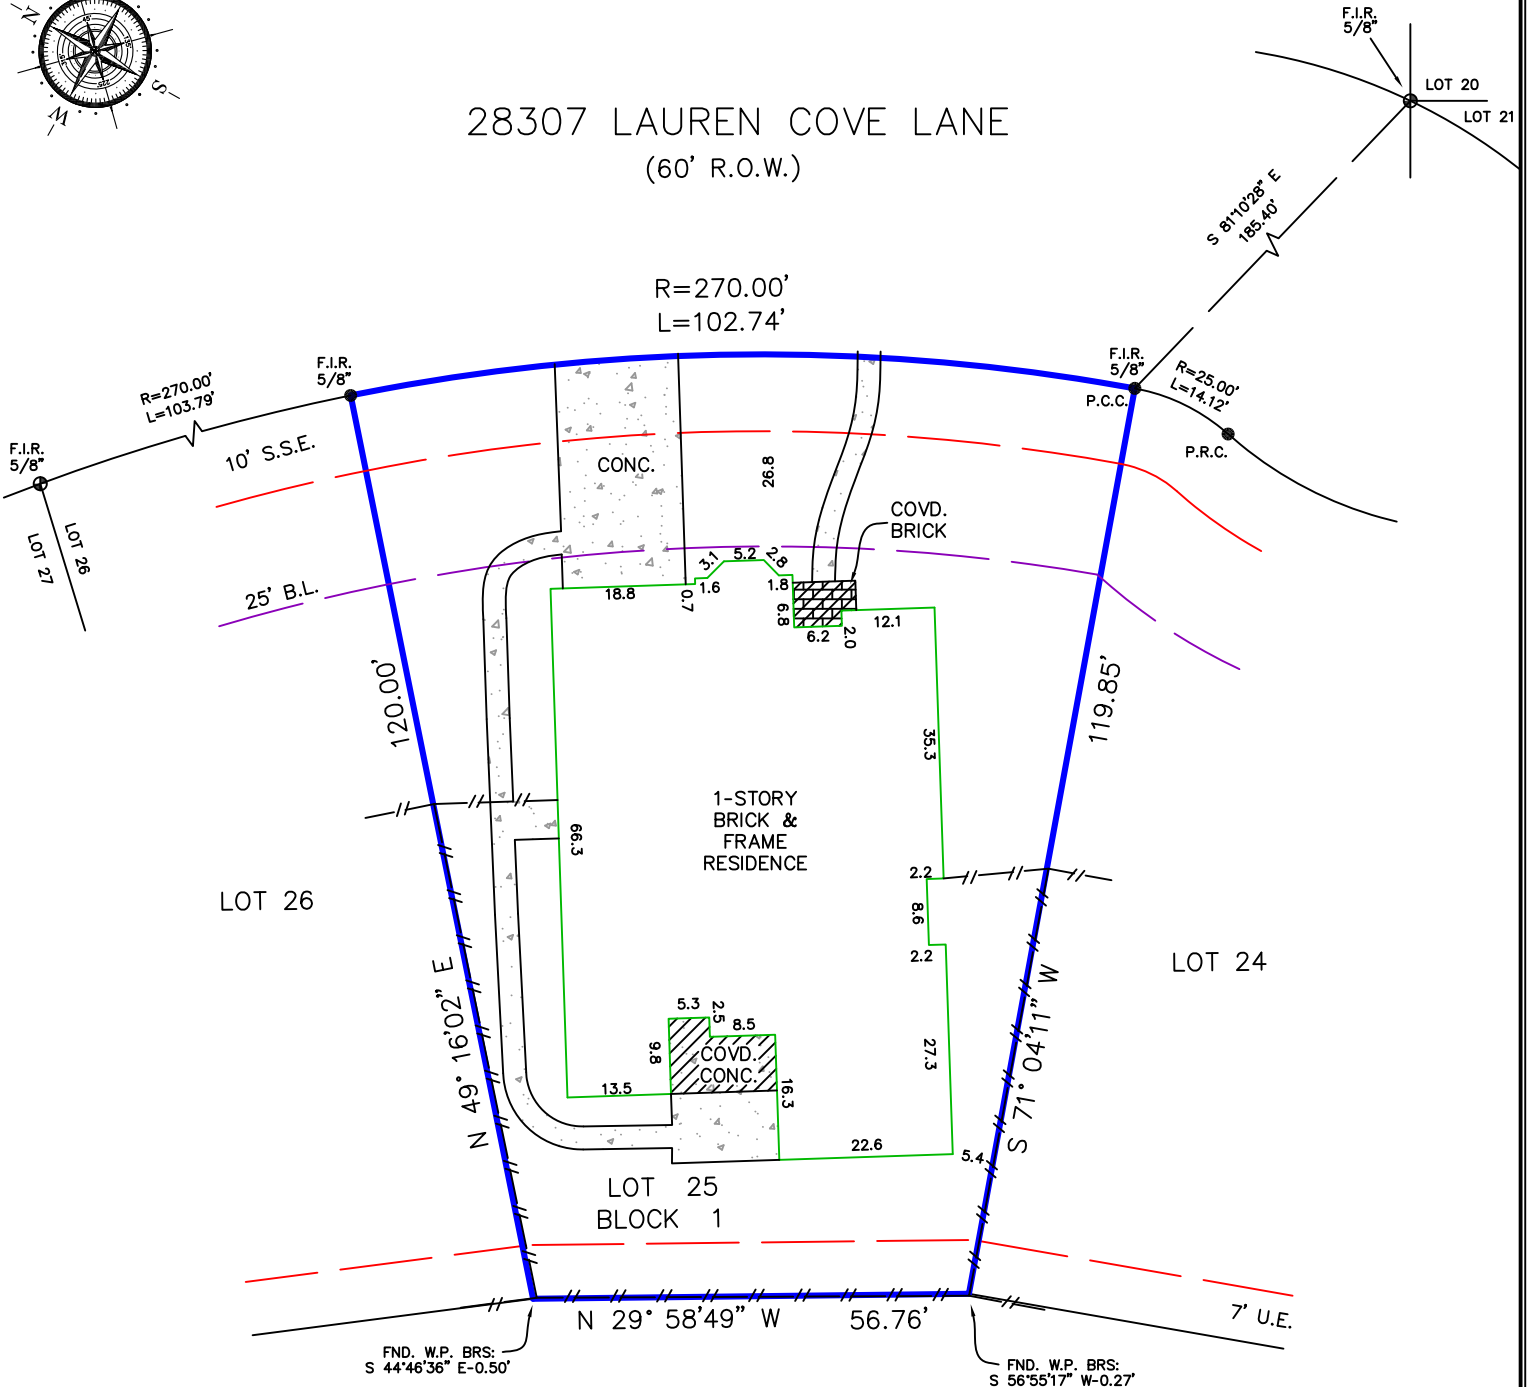 N
S
W
45°
135°
225°
28307 LAUREN COVE LANE
(60' R.O.W.)
F.I.R.
5/8"
LOT 20
LOT 21
S 81°10'28" E
185.40'
R=270.00'
L=102.74'
F.I.R.
5/8"
R=270.00'
L=103.79'
F.I.R.
5/8"
LOT 26
LOT 27
F.I.R.
5/8"
P.C.C.
R=25.00'
L=14.12'
P.R.C.
10' S.S.E.
25' B.L.
CONC.
26.8
COVD.
BRICK
18.8
0.7
1.6
3.1
5.2
2.8
1.8
6.8
6.2
2.0
12.1
120.00'
119.85'
35.3
66.3
1-STORY
BRICK &
FRAME
RESIDENCE
2.2
8.6
2.2
LOT 26
LOT 24
N 49° 16'02" E
S 71° 04'11" W
5.3
2.5
8.5
9.8
COVD.
CONC.
16.3
13.5
27.3
22.6
5.4
LOT 25
BLOCK 1
N 29° 58'49" W 56.76'
7' U.E.
FND. W.P. BRS:
S 44°46'36" E-0.50'
FND. W.P. BRS:
S 56°55'17" W-0.27'